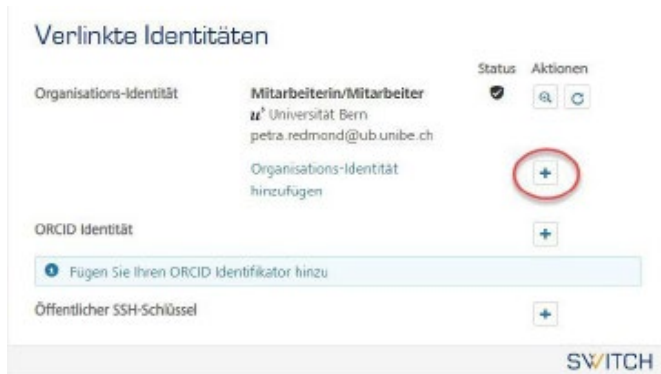 Verlinkte Identitäten
Status Aktionen
Organisations-Identität
Mitarbeiterin/Mitarbeiter
Universität Bern
petra.redmond@ub.unibe.ch
Organisations-Identität
hinzufügen
ORCID Identität
Fügen Sie Ihren ORCID Identifikator hinzu
Öffentlicher SSH-Schlüssel
SWITCH